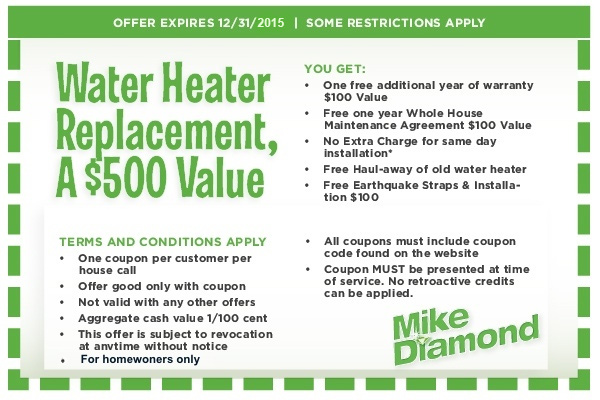 OFFER EXPIRES 12/31/2015 | SOME RESTRICTIONS APPLY
Water Heater
Replacement,
A $500 Value
YOU GET:
• One free additional year of warranty
$100 Value
• Free one year Whole House
Maintenance Agreement $100 Value
• No Extra Charge for same day
installation*
• Free Haul-away of old water heater
• Free Earthquake Straps & Installa-
tion $100
TERMS AND CONDITIONS APPLY
• One coupon per customer per
house call
• Offer good only with coupon
• Not valid with any other offers
• Aggregate cash value 1/100 cent
• This offer is subject to revocation
at anytime without notice
• For homewoners only
• All coupons must include coupon
code found on the website
• Coupon MUST be presented at time
of service. No retroactive credits
can be applied.
Mike
Diamond